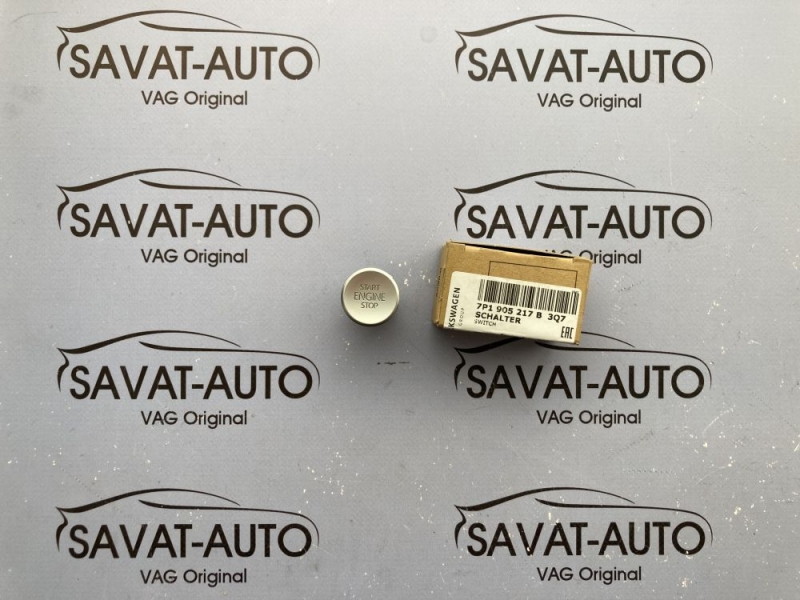 SAVAT-AUTO
VAG Original
SAVAT-AUTO
VAG Original
SAVAT-AUTO
VAG Original
SAVAT-AUTO
VAG Original
START
ENGINE
STOP
KSWAGEN
GROUP
7P1 905 217 B 3Q7
SCHALTER
SWITCH
EAC
SAVAT-AUTO
VAG Original
SAVAT-AUTO
VAG Original
SAVAT-AUTO
VAG Original
SAVAT-AUTO
VAG Original